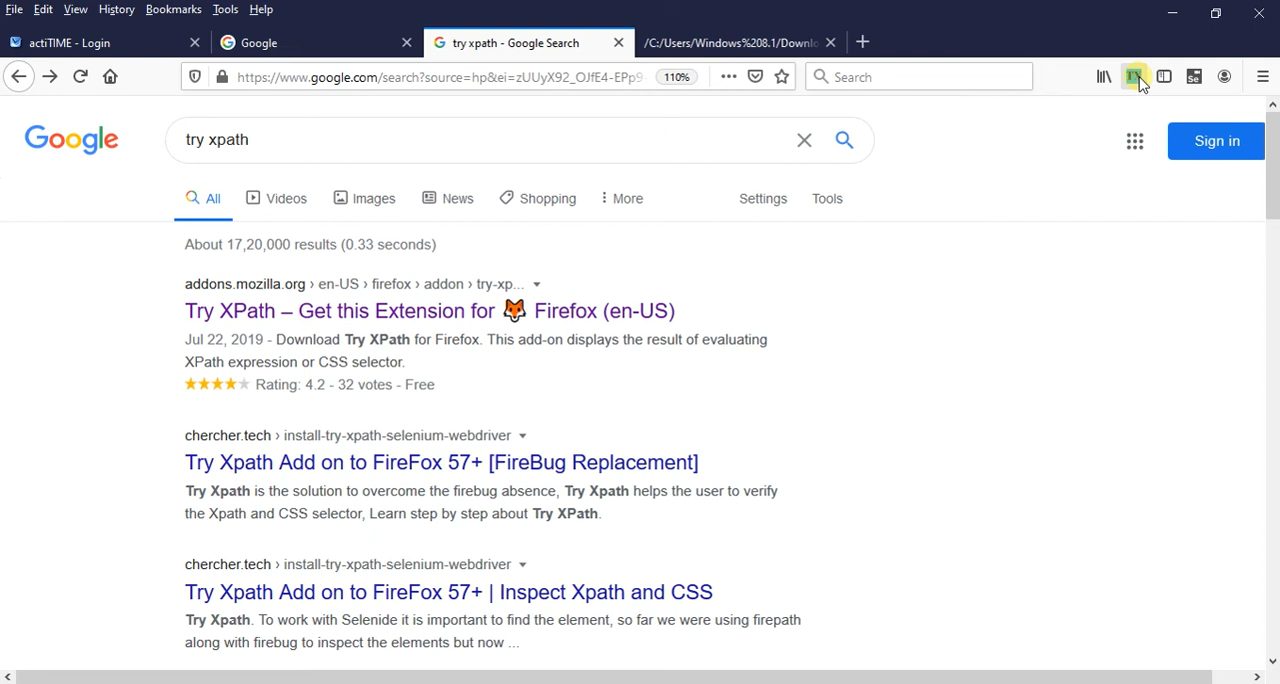 File Edit View History Bookmarks Tools Help
actiTIME - Login
Google
try xpath - Google Search
/C:/Users/Windows%208.1/Downlo
https://www.google.com/search?source=hp&ei=zUUyX92_OJfE4-EPp9-
110%
Search
TX
Se
Google
try xpath
Sign in
All
Videos
Images
News
Shopping
More
Settings
Tools
About 17,20,000 results (0.33 seconds)
addons.mozilla.org › en-US › firefox › addon › try-xp...
Try XPath – Get this Extension for 🦊 Firefox (en-US)
Jul 22, 2019 - Download Try XPath for Firefox. This add-on displays the result of evaluating
XPath expression or CSS selector.
Rating: 4.2 - 32 votes - Free
chercher.tech › install-try-xpath-selenium-webdriver
Try Xpath Add on to FireFox 57+ [FireBug Replacement]
Try Xpath is the solution to overcome the firebug absence, Try Xpath helps the user to verify
the Xpath and CSS selector, Learn step by step about Try XPath.
chercher.tech › install-try-xpath-selenium-webdriver
Try Xpath Add on to FireFox 57+ | Inspect Xpath and CSS
Try Xpath. To work with Selenide it is important to find the element, so far we were using firepath
along with firebug to inspect the elements but now ...